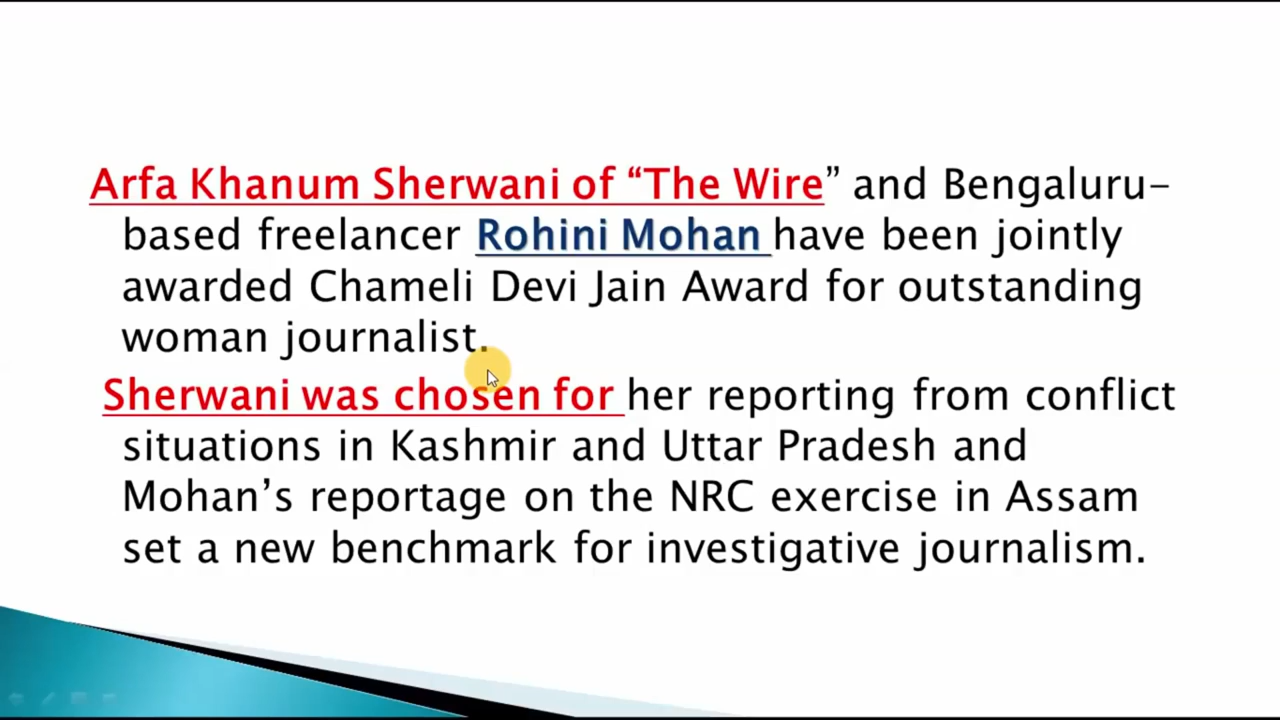 Arfa Khanum Sherwani of “The Wire” and Bengaluru-
based freelancer Rohini Mohan have been jointly
awarded Chameli Devi Jain Award for outstanding
woman journalist.
Sherwani was chosen for her reporting from conflict
situations in Kashmir and Uttar Pradesh and
Mohan’s reportage on the NRC exercise in Assam
set a new benchmark for investigative journalism.